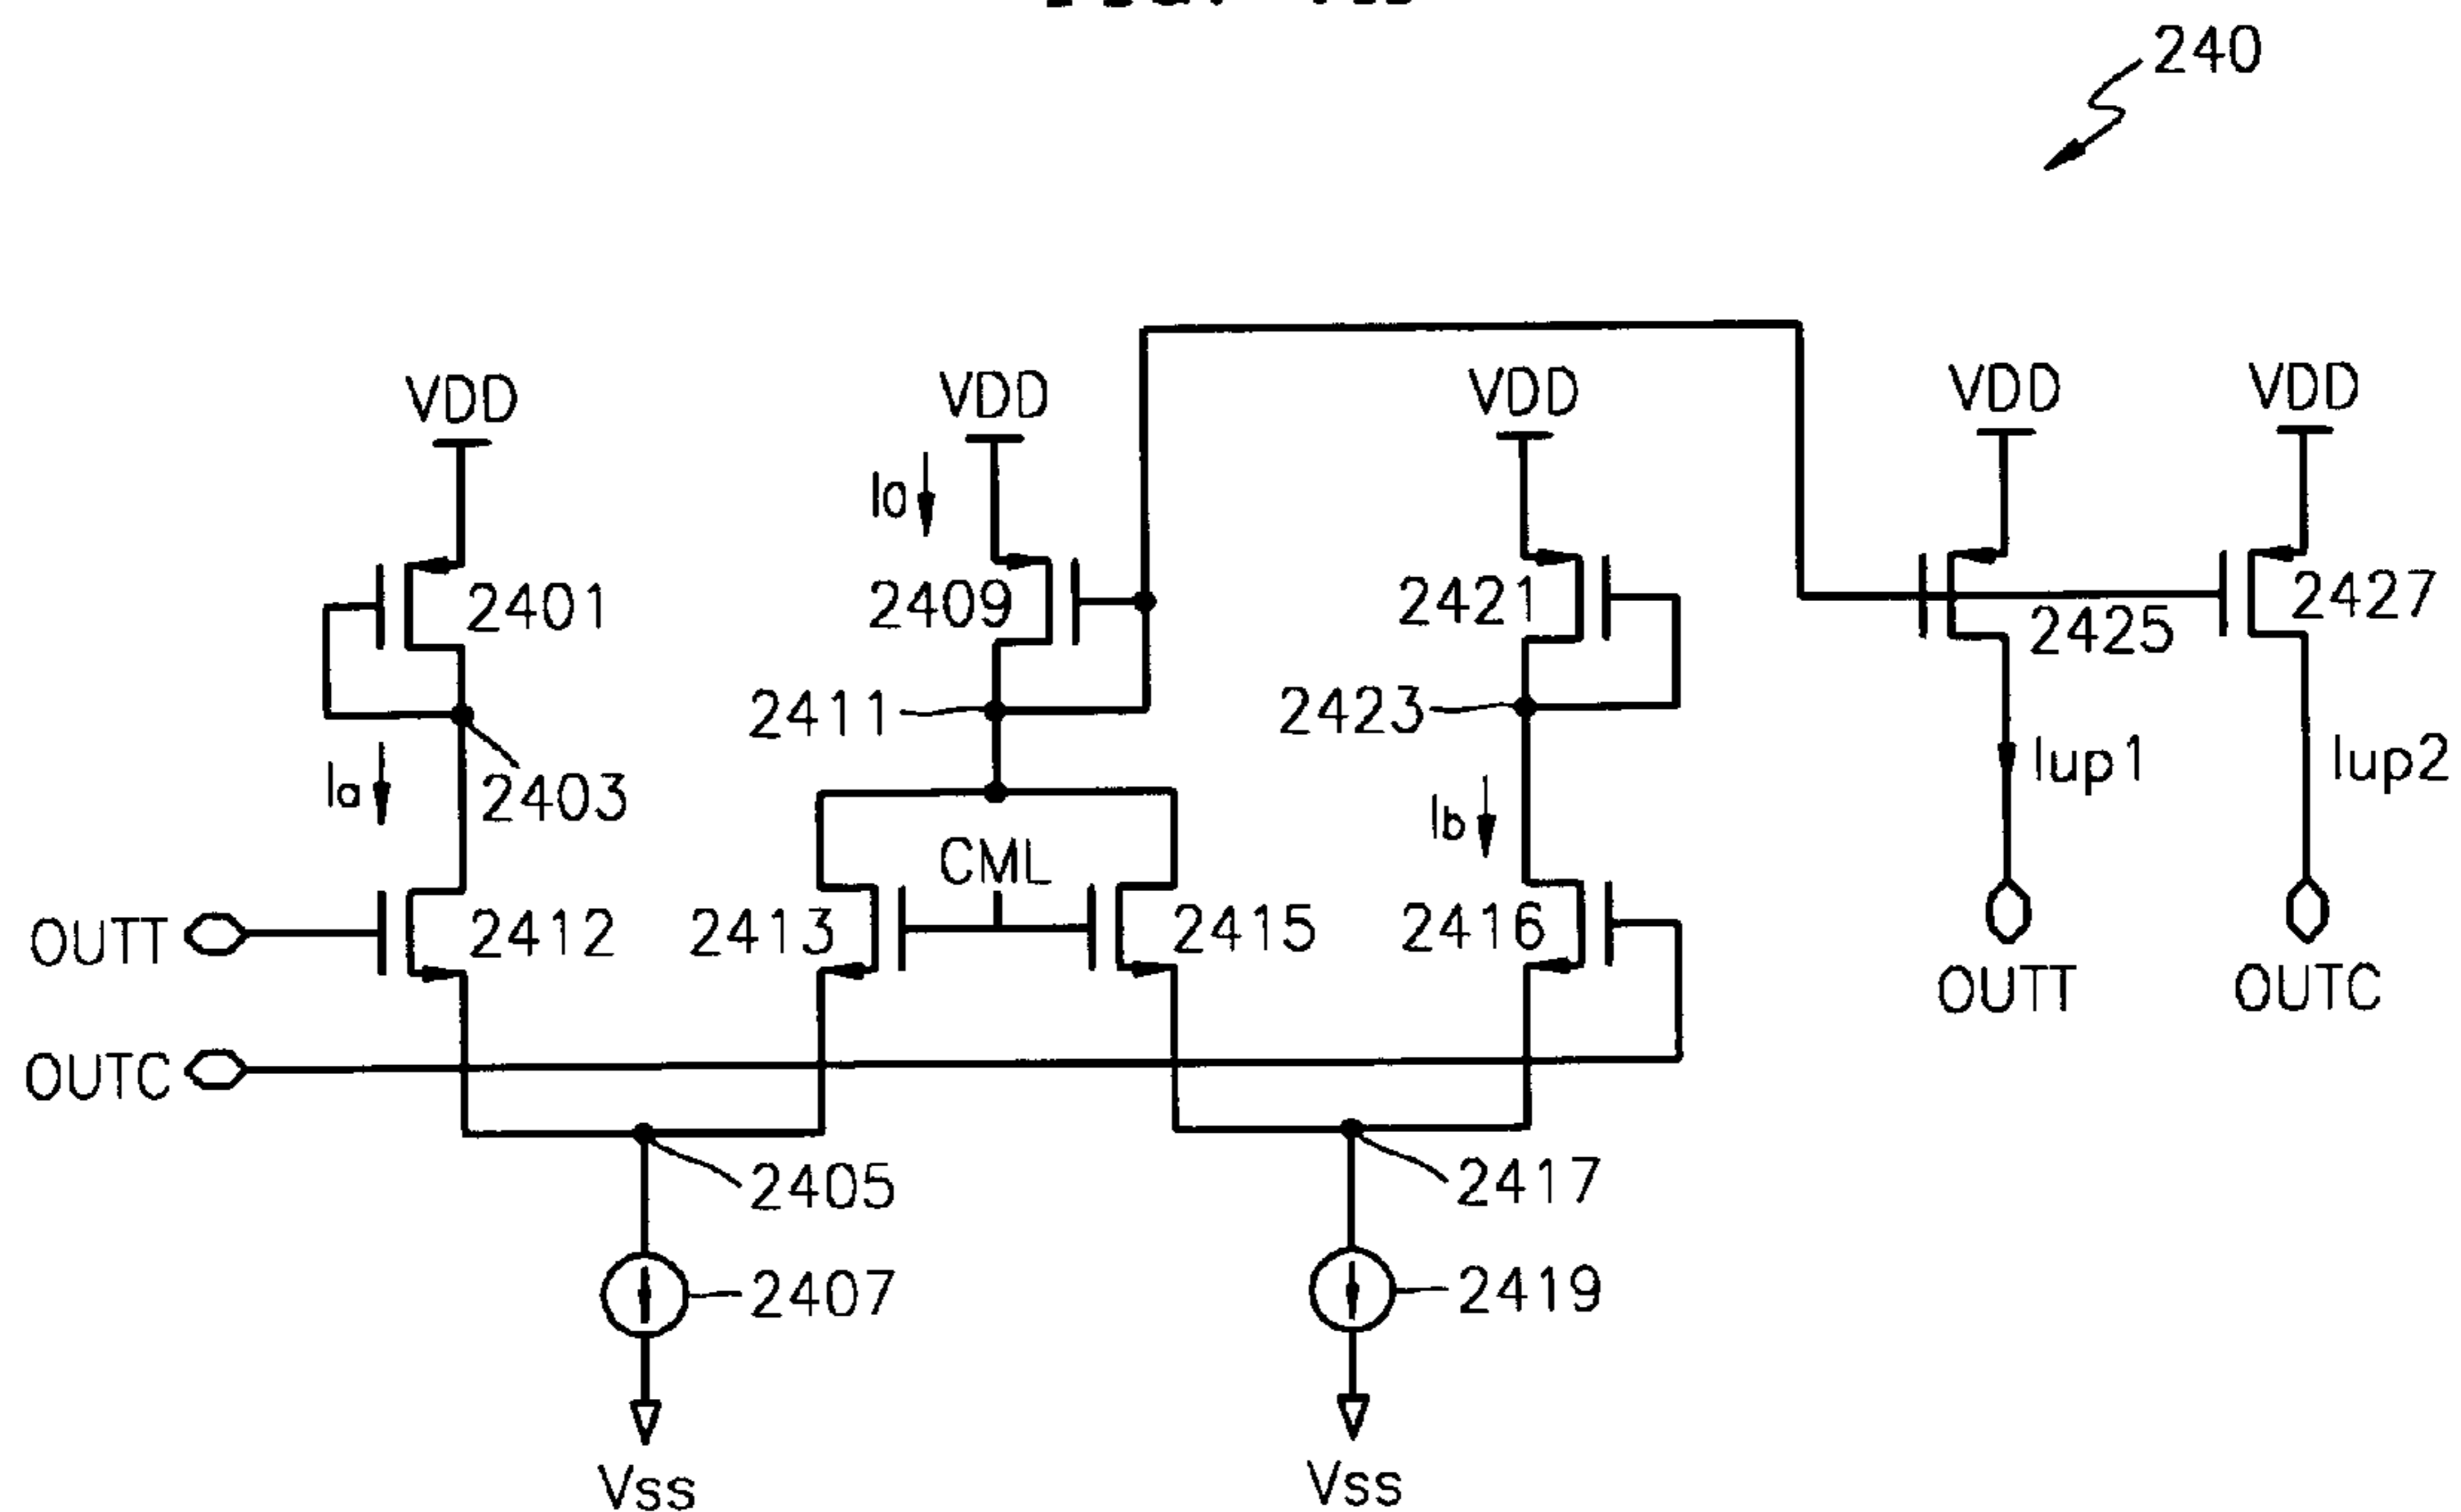 240
VDD VDD VDD VDD VDD
Io
2401 2409 2421 2425 2427
2411 2423
Ia 2403 Ib Iup1 Iup2
CML
OUTT 2412 2413 2415 2416
OUTT OUTC
OUTC
2405 2417
2407 2419
Vss Vss